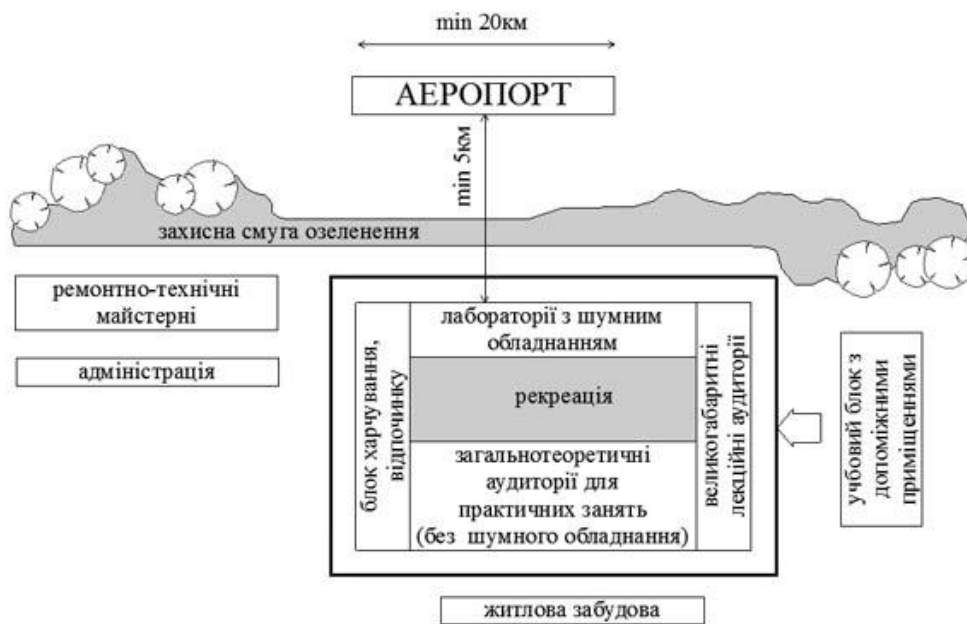 min 20км
АЕРОПОРТ
min 5км
захисна смуга озеленення
ремонтно-технічні
майстерні
адміністрація
блок харчування,
відпочинку
лабораторії з шумним
обладнанням
рекреація
загальнотеоретичні
аудиторії для
практичних занять
(без шумного обладнання)
великогабаритні
лекційні аудиторії
учбовий блок з
допоміжними
приміщеннями
житлова забудова